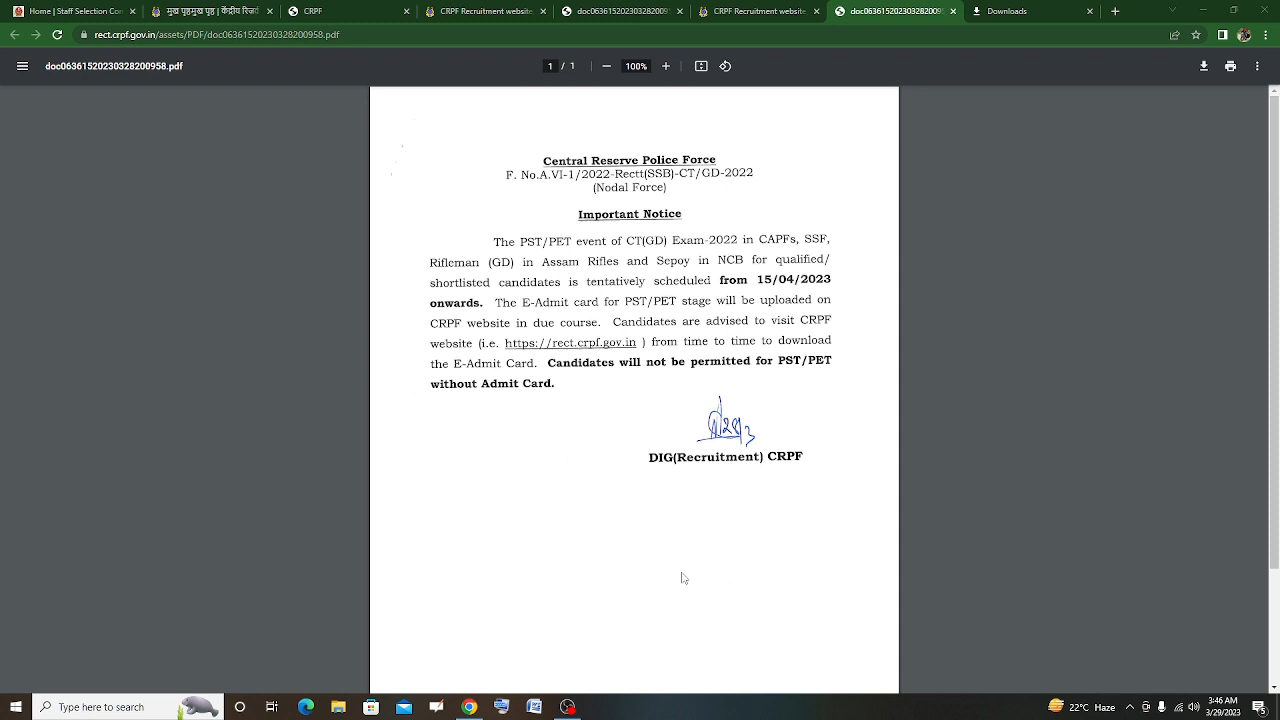 Home | Staff Selection Com
CRPF
CRPF Recruitment website
doc06361520230328200958
CRPF Recruitment website
doc06361520230328200958
Downloads
rect.crpf.gov.in/assets/PDF/doc06361520230328200958.pdf
doc06361520230328200958.pdf
1 / 1
100%
Central Reserve Police Force
F. No.A.VI-1/2022-Rectt(SSB)-CT/GD-2022
(Nodal Force)
Important Notice
The PST/PET event of CT(GD) Exam-2022 in CAPFs, SSF,
Rifleman (GD) in Assam Rifles and Sepoy in NCB for qualified/
shortlisted candidates is tentatively scheduled from 15/04/2023
onwards. The E-Admit card for PST/PET stage will be uploaded on
CRPF website in due course. Candidates are advised to visit CRPF
website (i.e. https://rect.crpf.gov.in ) from time to time to download
the E-Admit Card. Candidates will not be permitted for PST/PET
without Admit Card.
DIG(Recruitment) CRPF
Type here to search
22°C Haze
3:46 AM
3/29/2023